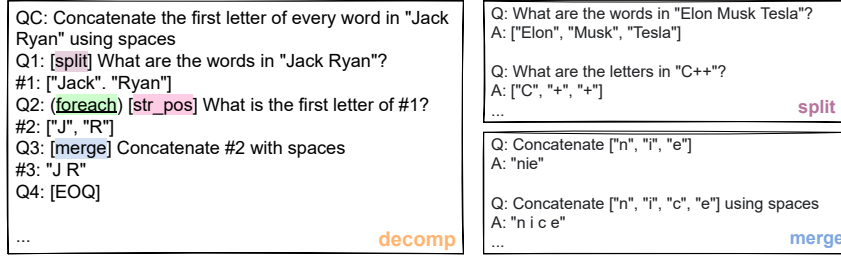 QC: Concatenate the first letter of every word in "Jack
Ryan" using spaces
Q1: [split] What are the words in "Jack Ryan"?
#1: ["Jack". "Ryan"]
Q2: (foreach) [str_pos] What is the first letter of #1?
#2: ["J", "R"]
Q3: [merge] Concatenate #2 with spaces
#3: "J R"
Q4: [EOQ]
...
decomp
Q: What are the words in "Elon Musk Tesla"?
A: ["Elon", "Musk", "Tesla"]
Q: What are the letters in "C++"?
A: ["C", "+", "+"]
...
split
Q: Concatenate ["n", "i", "e"]
A: "nie"
Q: Concatenate ["n", "i", "c", "e"] using spaces
A: "n i c e"
...
merge